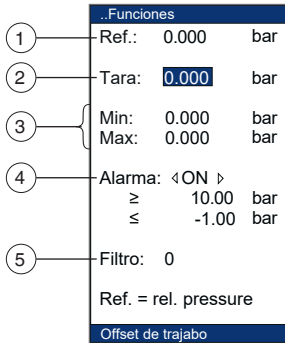 ..Funciones
1 Ref.: 0.000 bar
2 Tara: 0.000 bar
3
Min: 0.000 bar
Max: 0.000 bar
4 Alarma: ◁ON ▷
≥ 10.00 bar
≤ -1.00 bar
5 Filtro: 0
Ref. = rel. pressure
Offset de trajabo